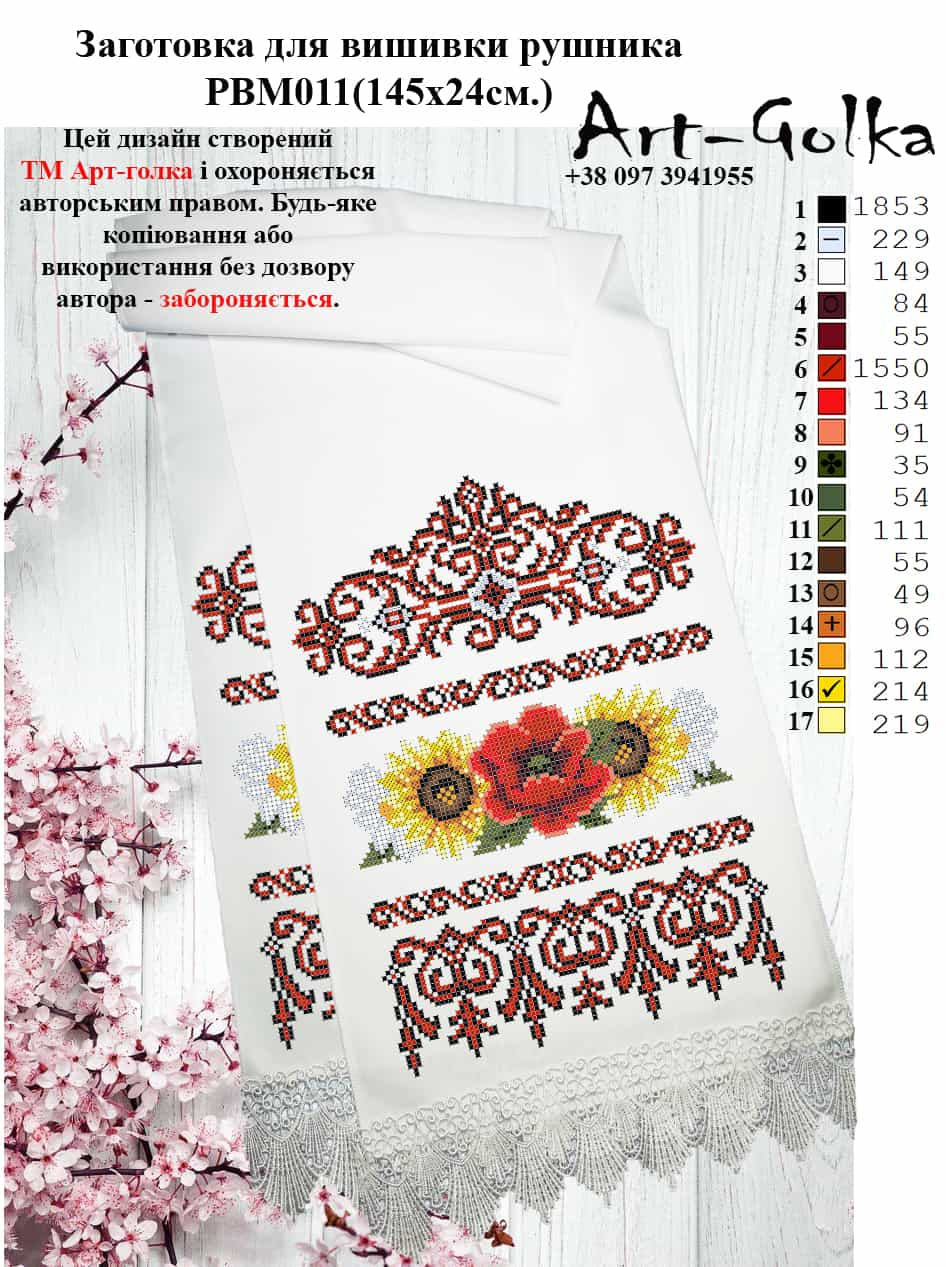 Заготовка для вишивки рушника
РВМ011(145х24см.)
Art-Golka
+38 097 3941955
Цей дизайн створений
ТМ Арт-голка і охороняється
авторським правом. Будь-яке
копіювання або
використання без дозвору
автора - забороняється.
1 1853
2 229
3 149
4 84
5 55
6 1550
7 134
8 91
9 35
10 54
11 111
12 55
13 49
14 96
15 112
16 214
17 219